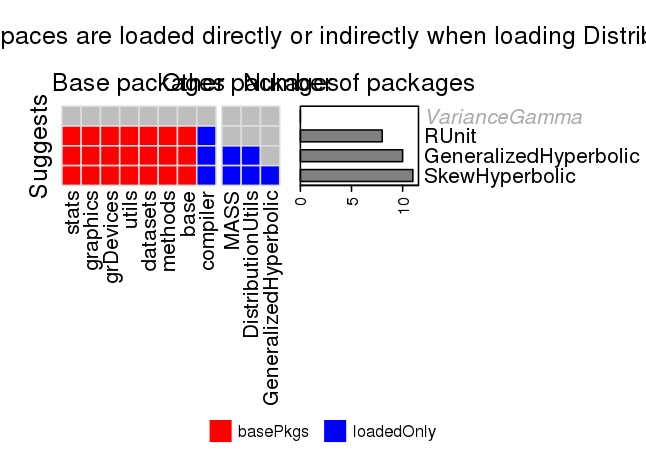 paces are loaded directly or indirectly when loading Distrib
Base packages Other packages Number of packages
Suggests
VarianceGamma
RUnit
GeneralizedHyperbolic
SkewHyperbolic
0 5 10
stats
graphics
grDevices
utils
datasets
methods
base
compiler
MASS
DistributionUtils
GeneralizedHyperbolic
basePkgs loadedOnly